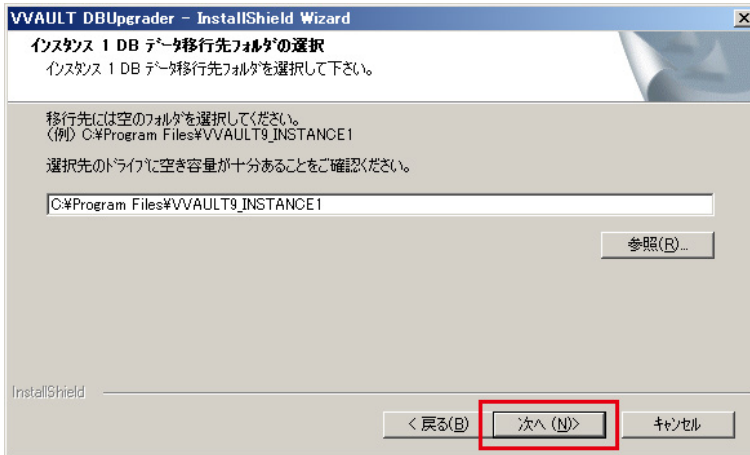 VVAULT DBUpgrader - InstallShield Wizard
インスタンス 1 DB データ移行先フォルダの選択
インスタンス 1 DB データ移行先フォルダを選択して下さい。
移行先には空のフォルダを選択してください。
(例) C:¥Program Files¥VVAULT9_INSTANCE1
選択先のドライブに空き容量が十分あることをご確認ください。
C:¥Program Files¥VVAULT9_INSTANCE1
参照(R)...
InstallShield
< 戻る(B)
次へ (N)>
キャンセル